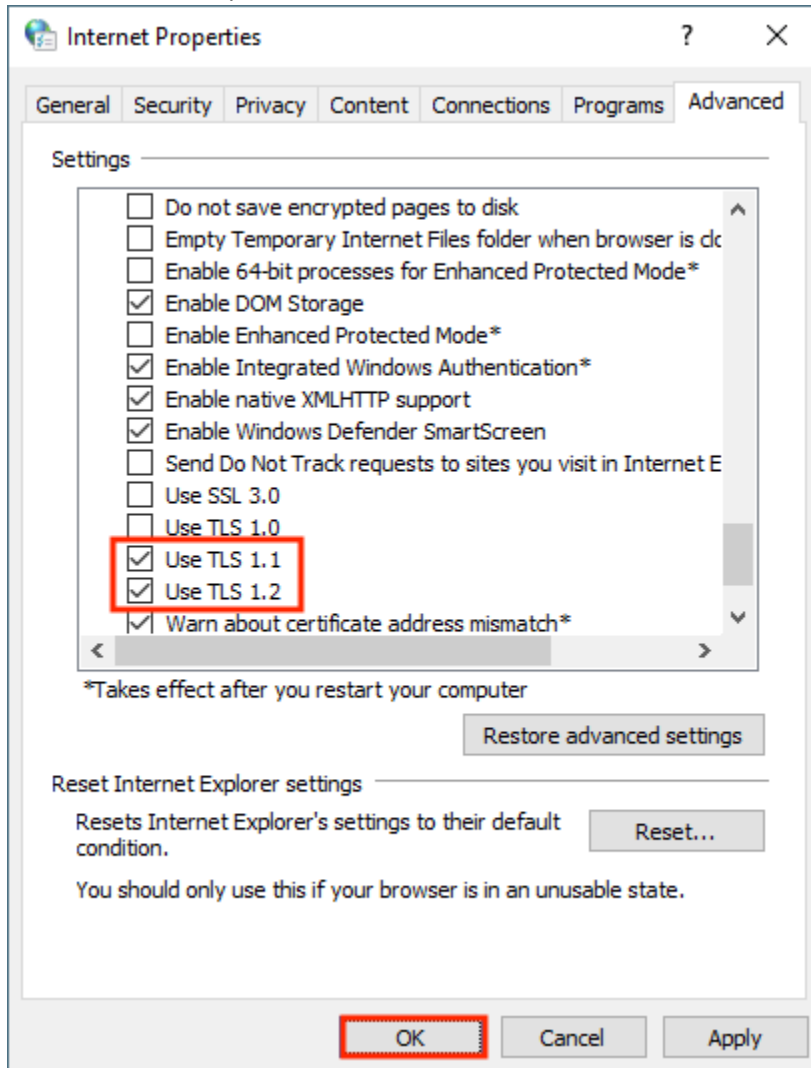 Internet Properties
?
General Security Privacy Content Connections Programs Advanced
Settings
Do not save encrypted pages to disk
Empty Temporary Internet Files folder when browser is clc
Enable 64-bit processes for Enhanced Protected Mode*
Enable DOM Storage
Enable Enhanced Protected Mode*
Enable Integrated Windows Authentication*
Enable native XMLHTTP support
Enable Windows Defender SmartScreen
Send Do Not Track requests to sites you visit in Internet E
Use SSL 3.0
Use TLS 1.0
Use TLS 1.1
Use TLS 1.2
Warn about certificate address mismatch*
*Takes effect after you restart your computer
Restore advanced settings
Reset Internet Explorer settings
Resets Internet Explorer's settings to their default
condition.
Reset...
You should only use this if your browser is in an unusable state.
OK Cancel Apply